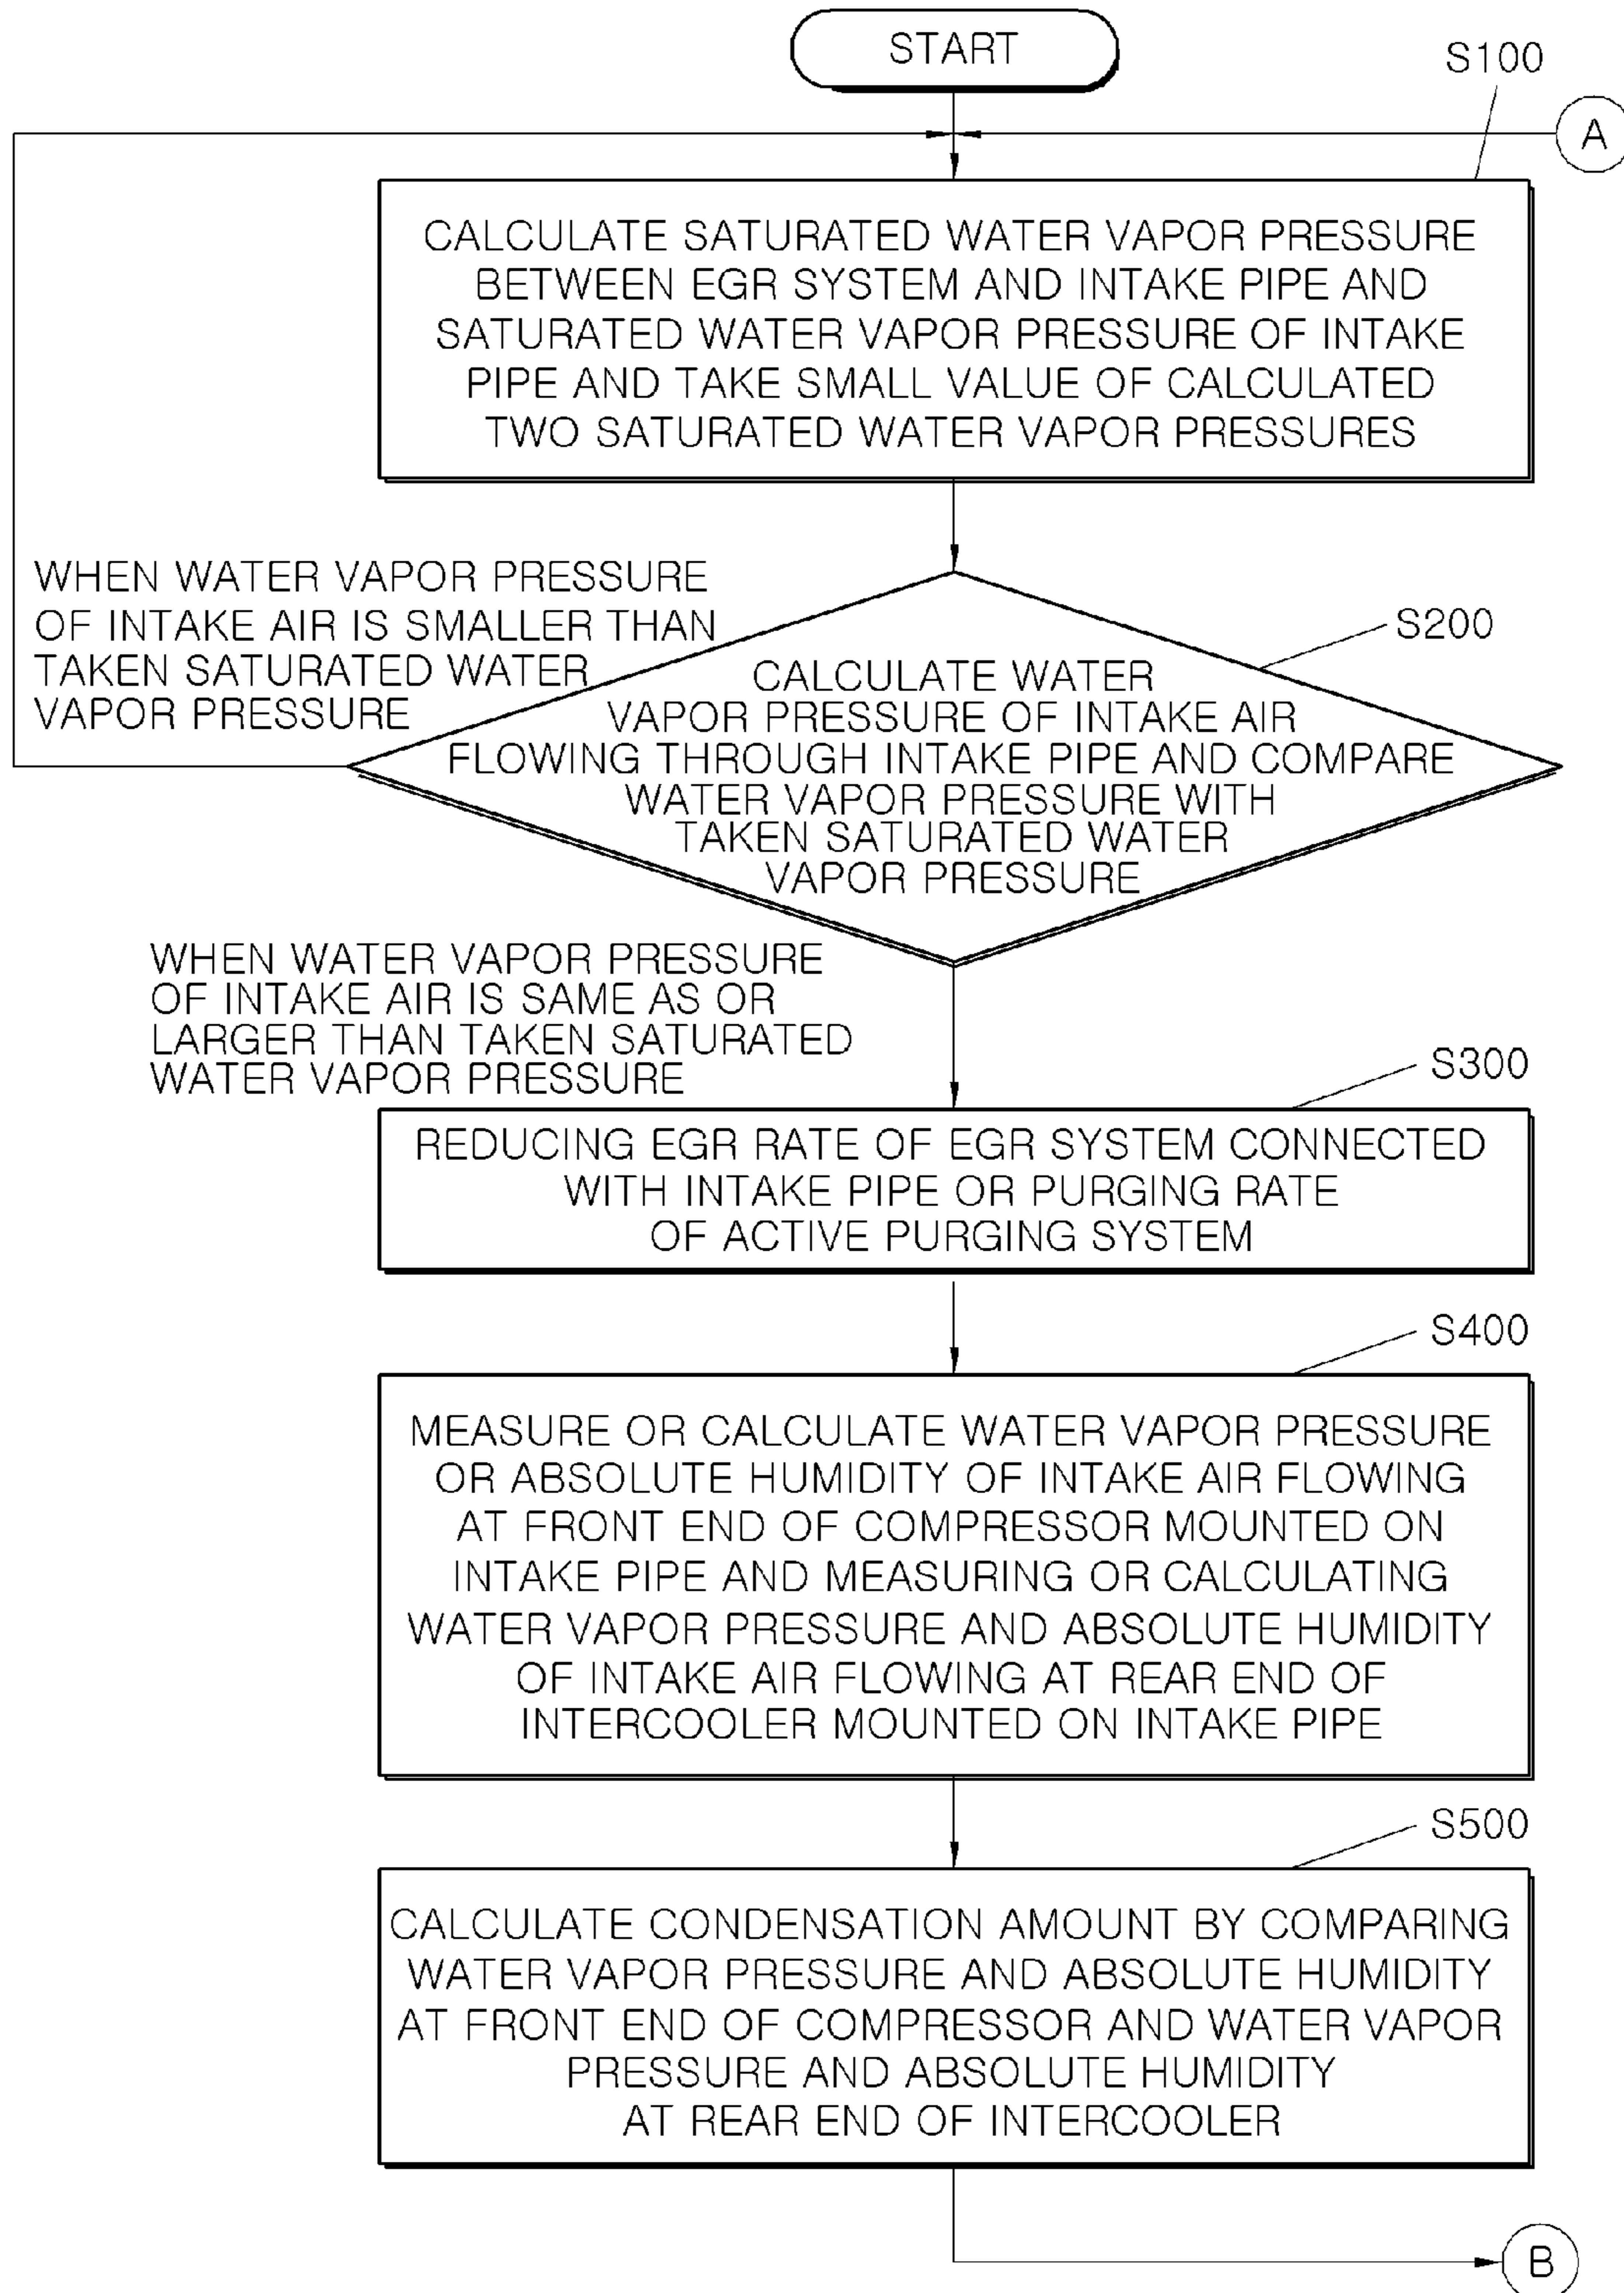 START
S100
A
CALCULATE SATURATED WATER VAPOR PRESSURE
BETWEEN EGR SYSTEM AND INTAKE PIPE AND
SATURATED WATER VAPOR PRESSURE OF INTAKE
PIPE AND TAKE SMALL VALUE OF CALCULATED
TWO SATURATED WATER VAPOR PRESSURES
WHEN WATER VAPOR PRESSURE
OF INTAKE AIR IS SMALLER THAN
TAKEN SATURATED WATER
VAPOR PRESSURE
S200
CALCULATE WATER
VAPOR PRESSURE OF INTAKE AIR
FLOWING THROUGH INTAKE PIPE AND COMPARE
WATER VAPOR PRESSURE WITH
TAKEN SATURATED WATER
VAPOR PRESSURE
WHEN WATER VAPOR PRESSURE
OF INTAKE AIR IS SAME AS OR
LARGER THAN TAKEN SATURATED
WATER VAPOR PRESSURE
S300
REDUCING EGR RATE OF EGR SYSTEM CONNECTED
WITH INTAKE PIPE OR PURGING RATE
OF ACTIVE PURGING SYSTEM
S400
MEASURE OR CALCULATE WATER VAPOR PRESSURE
OR ABSOLUTE HUMIDITY OF INTAKE AIR FLOWING
AT FRONT END OF COMPRESSOR MOUNTED ON
INTAKE PIPE AND MEASURING OR CALCULATING
WATER VAPOR PRESSURE AND ABSOLUTE HUMIDITY
OF INTAKE AIR FLOWING AT REAR END OF
INTERCOOLER MOUNTED ON INTAKE PIPE
S500
CALCULATE CONDENSATION AMOUNT BY COMPARING
WATER VAPOR PRESSURE AND ABSOLUTE HUMIDITY
AT FRONT END OF COMPRESSOR AND WATER VAPOR
PRESSURE AND ABSOLUTE HUMIDITY
AT REAR END OF INTERCOOLER
B